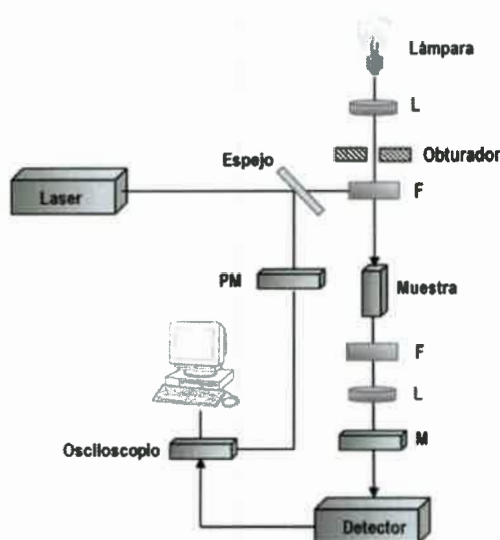 Lámpara
L
Obturador
Espejo
F
Laser
PM
Muestra
F
L
Osciloscopio
M
Detector